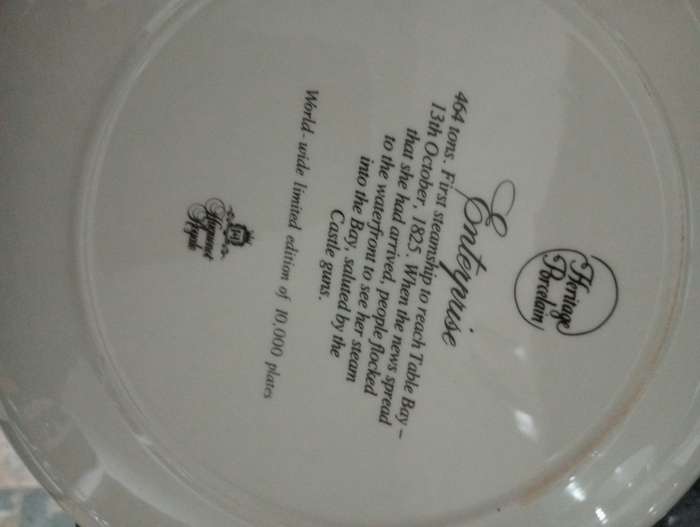 Heritage
Porcelain
Enterprise
464 tons. First steamship to reach Table Bay –
13th October, 1825. When the news spread
that she had arrived, people flocked
to the waterfront to see her steam
into the Bay, saluted by the
Castle guns.
World-wide limited edition of 10,000 plates